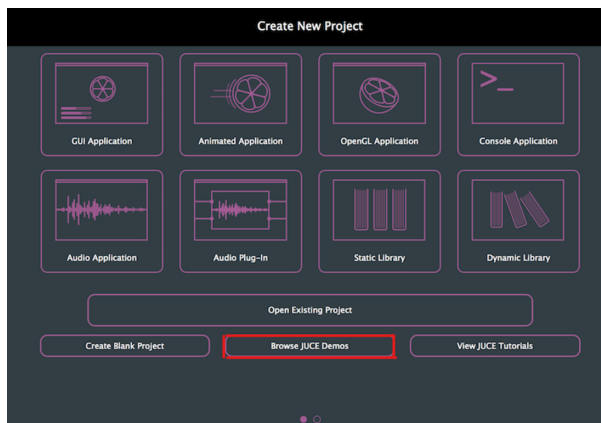 Create New Project
>_
GUI Application
Animated Application
OpenGL Application
Console Application
Audio Application
Audio Plug-In
Static Library
Dynamic Library
Open Existing Project
Create Blank Project
Browse JUCE Demos
View JUCE Tutorials